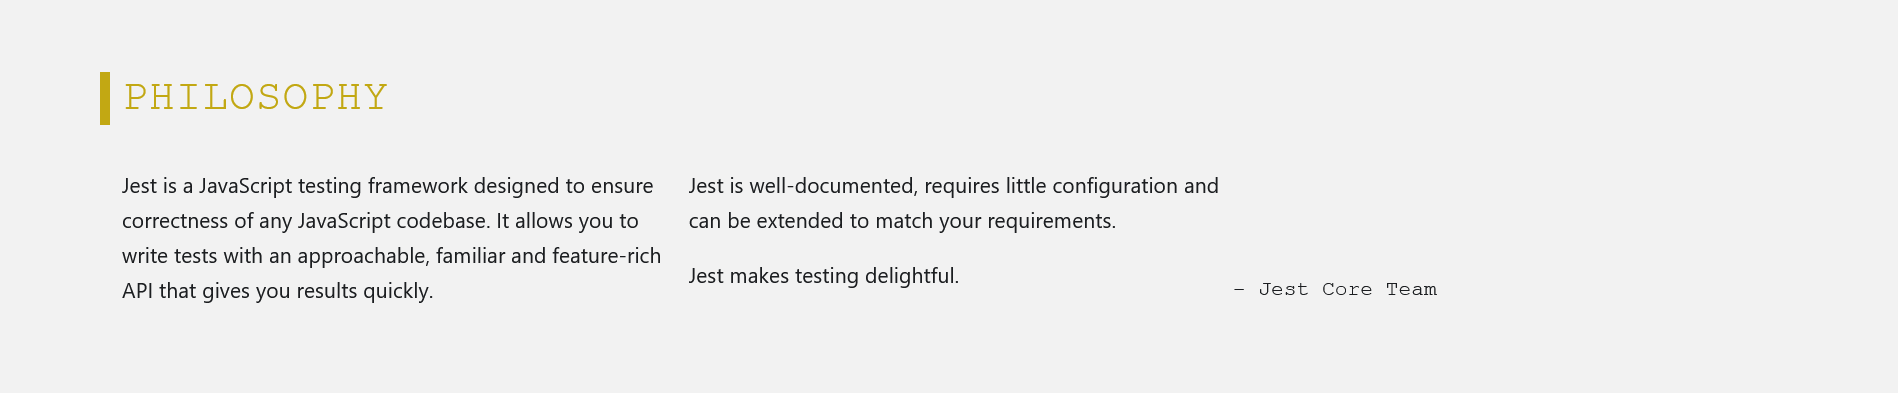 PHILOSOPHY
Jest is a JavaScript testing framework designed to ensure
correctness of any JavaScript codebase. It allows you to
write tests with an approachable, familiar and feature-rich
API that gives you results quickly.
Jest is well-documented, requires little configuration and
can be extended to match your requirements.
Jest makes testing delightful.
– Jest Core Team